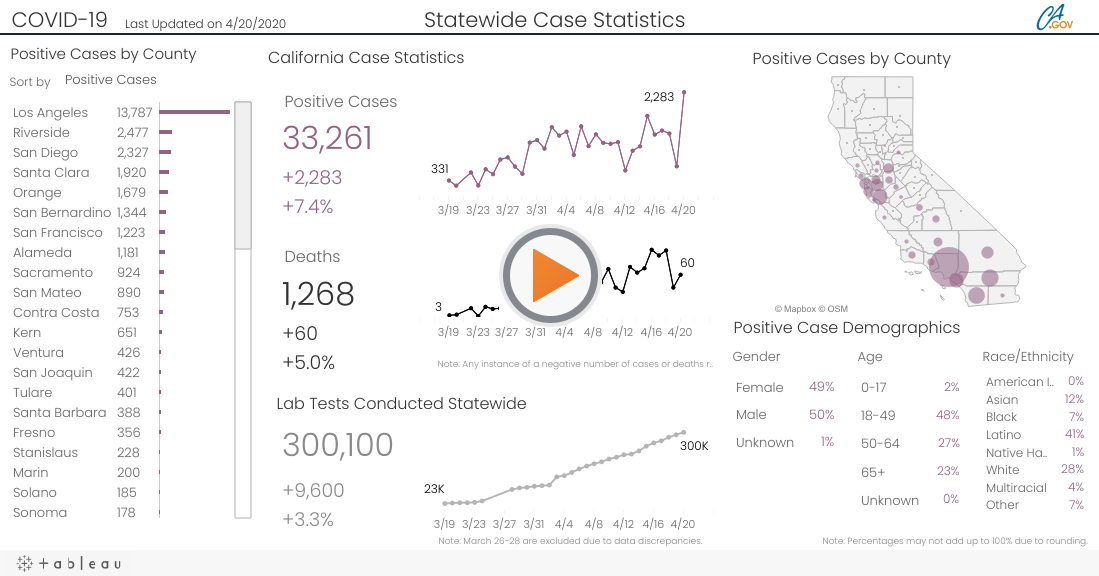 COVID-19 Last Updated on 4/20/2020
Statewide Case Statistics
CA.GOV
Positive Cases by County
Sort by Positive Cases
Los Angeles 13,787
Riverside 2,477
San Diego 2,327
Santa Clara 1,920
Orange 1,679
San Bernardino 1,344
San Francisco 1,223
Alameda 1,181
Sacramento 924
San Mateo 890
Contra Costa 753
Kern 651
Ventura 426
San Joaquin 422
Tulare 401
Santa Barbara 388
Fresno 356
Stanislaus 228
Marin 200
Solano 185
Sonoma 178
California Case Statistics
Positive Cases
33,261
+2,283
+7.4%
331
2,283
3/19 3/23 3/27 3/31 4/4 4/8 4/12 4/16 4/20
Deaths
1,268
+60
+5.0%
3
60
3/19 3/23 3/27 3/31 4/4 4/8 4/12 4/16 4/20
Note: Any instance of a negative number of cases or deaths r..
Lab Tests Conducted Statewide
300,100
+9,600
+3.3%
23K
300K
3/19 3/23 3/27 3/31 4/4 4/8 4/12 4/16 4/20
Note: March 26-28 are excluded due to data discrepancies.
Positive Cases by County
© Mapbox © OSM
Positive Case Demographics
Gender
Female 49%
Male 50%
Unknown 1%
Age
0-17 2%
18-49 48%
50-64 27%
65+ 23%
Unknown 0%
Race/Ethnicity
American I.. 0%
Asian 12%
Black 7%
Latino 41%
Native Ha.. 1%
White 28%
Multiracial 4%
Other 7%
Note: Percentages may not add up to 100% due to rounding.
+ableau